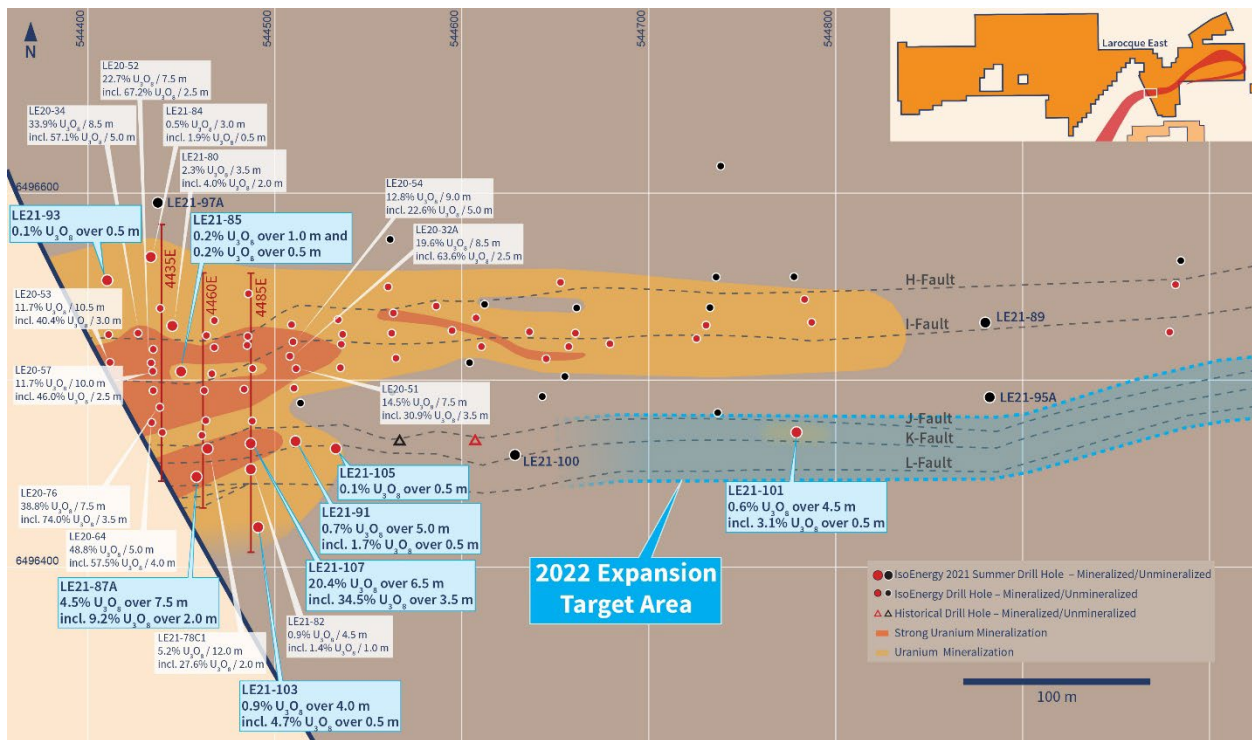 544400
544500
544600
544700
544800
N
Larocque East
LE20-52
22.7% U₃O₈ / 7.5 m
incl. 67.2% U₃O₈ / 2.5 m
LE20-34
33.9% U₃O₈ / 8.5 m
incl. 57.1% U₃O₈ / 5.0 m
LE21-84
0.5% U₃O₈ / 3.0 m
incl. 1.9% U₃O₈ / 0.5 m
LE21-80
2.3% U₃O₈ / 3.5 m
incl. 4.0% U₃O₈ / 2.0 m
LE20-54
12.8% U₃O₈ / 9.0 m
incl. 22.6% U₃O₈ / 5.0 m
6496600
LE21-97A
LE21-93
0.1% U₃O₈ over 0.5 m
LE21-85
0.2% U₃O₈ over 1.0 m and
0.2% U₃O₈ over 0.5 m
LE20-32A
19.6% U₃O₈ / 8.5 m
incl. 63.6% U₃O₈ / 2.5 m
4435E
4460E
4485E
H-Fault
I-Fault
LE21-89
LE20-53
11.7% U₃O₈ / 10.5 m
incl. 40.4% U₃O₈ / 3.0 m
LE20-57
11.7% U₃O₈ / 10.0 m
incl. 46.0% U₃O₈ / 2.5 m
LE20-51
14.5% U₃O₈ / 7.5 m
incl. 30.9% U₃O₈ / 3.5 m
LE21-95A
J-Fault
K-Fault
L-Fault
LE21-100
LE21-105
0.1% U₃O₈ over 0.5 m
LE21-101
0.6% U₃O₈ over 4.5 m
incl. 3.1% U₃O₈ over 0.5 m
LE20-76
38.8% U₃O₈ / 7.5 m
incl. 74.0% U₃O₈ / 3.5 m
LE21-91
0.7% U₃O₈ over 5.0 m
incl. 1.7% U₃O₈ over 0.5 m
LE20-64
48.8% U₃O₈ / 5.0 m
incl. 57.5% U₃O₈ / 4.0 m
6496400
LE21-107
20.4% U₃O₈ over 6.5 m
incl. 34.5% U₃O₈ over 3.5 m
2022 Expansion
Target Area
LE21-87A
4.5% U₃O₈ over 7.5 m
incl. 9.2% U₃O₈ over 2.0 m
LE21-82
0.9% U₃O₈ / 4.5 m
incl. 1.4% U₃O₈ / 1.0 m
LE21-78C1
5.2% U₃O₈ / 12.0 m
incl. 27.6% U₃O₈ / 2.0 m
LE21-103
0.9% U₃O₈ over 4.0 m
incl. 4.7% U₃O₈ over 0.5 m
IsoEnergy 2021 Summer Drill Hole – Mineralized/Unmineralized
IsoEnergy Drill Hole – Mineralized/Unmineralized
Historical Drill Hole – Mineralized/Unmineralized
Strong Uranium Mineralization
Uranium Mineralization
100 m